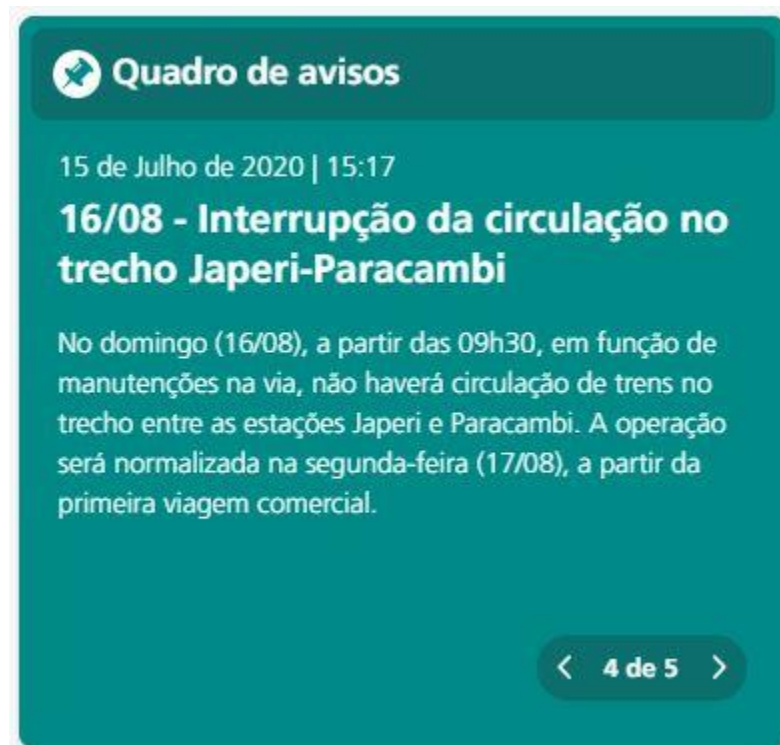 Quadro de avisos
15 de Julho de 2020 | 15:17
16/08 - Interrupção da circulação no
trecho Japeri-Paracambi
No domingo (16/08), a partir das 09h30, em função de
manutenções na via, não haverá circulação de trens no
trecho entre as estações Japeri e Paracambi. A operação
será normalizada na segunda-feira (17/08), a partir da
primeira viagem comercial.
4 de 5